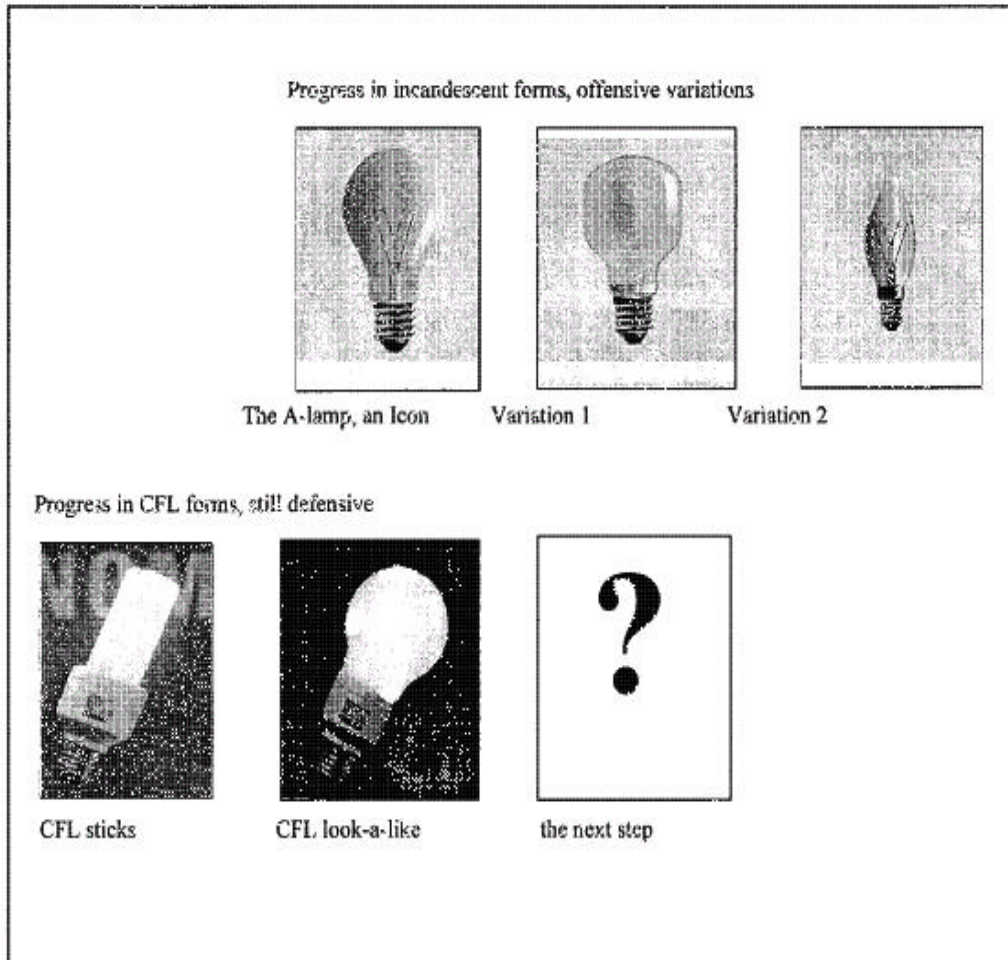 Progress in incandescent forms, offensive variations
The A-lamp, an Icon
Variation 1
Variation 2
Progress in CFL forms, still defensive
?
CFL sticks
CFL look-a-like
the next step